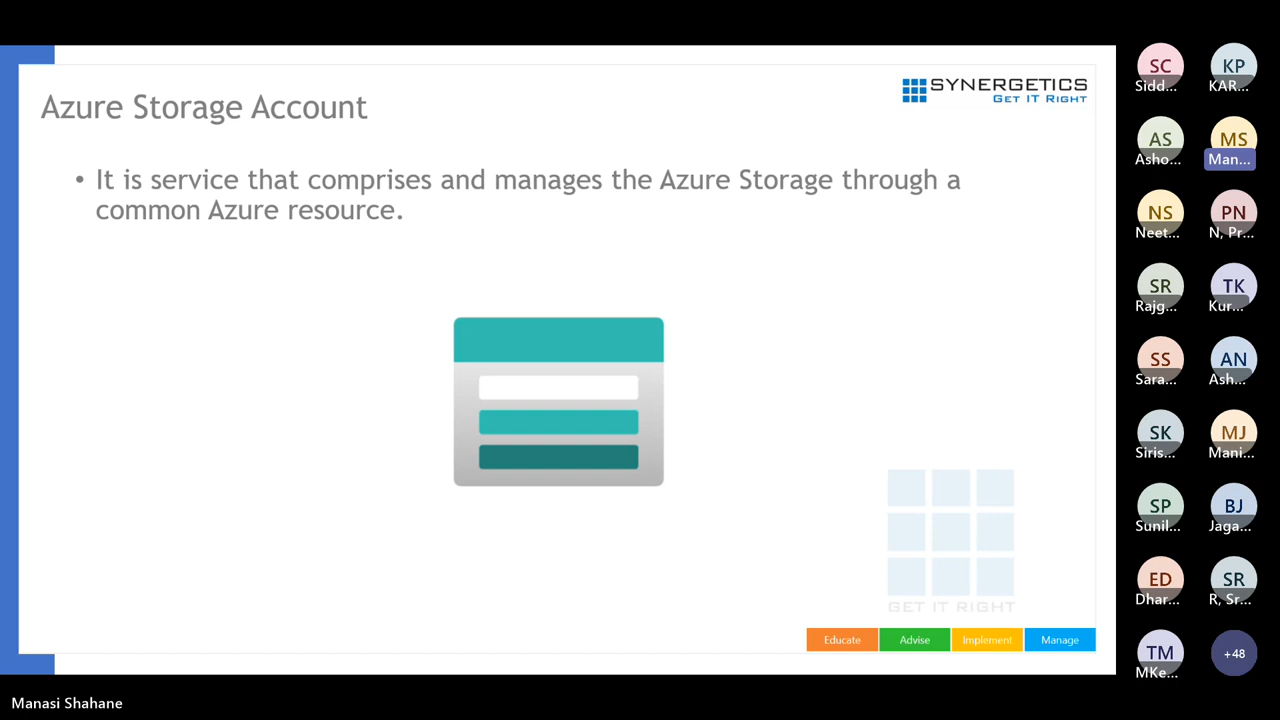 SYNERGETICS
GET IT RIGHT
Azure Storage Account
• It is service that comprises and manages the Azure Storage through a
common Azure resource.
GET IT RIGHT
Educate Advise Implement Manage
SC KP
Sidd... KAR...
AS MS
Asho... Man...
NS PN
Neet... N, Pr...
SR TK
Rajg... Kur...
SS AN
Sara... Ash...
SK MJ
Siris... Mani...
SP BJ
Sunil... Jaga...
ED SR
Dhar... R, Sr...
TM +48
MKe...
Manasi Shahane